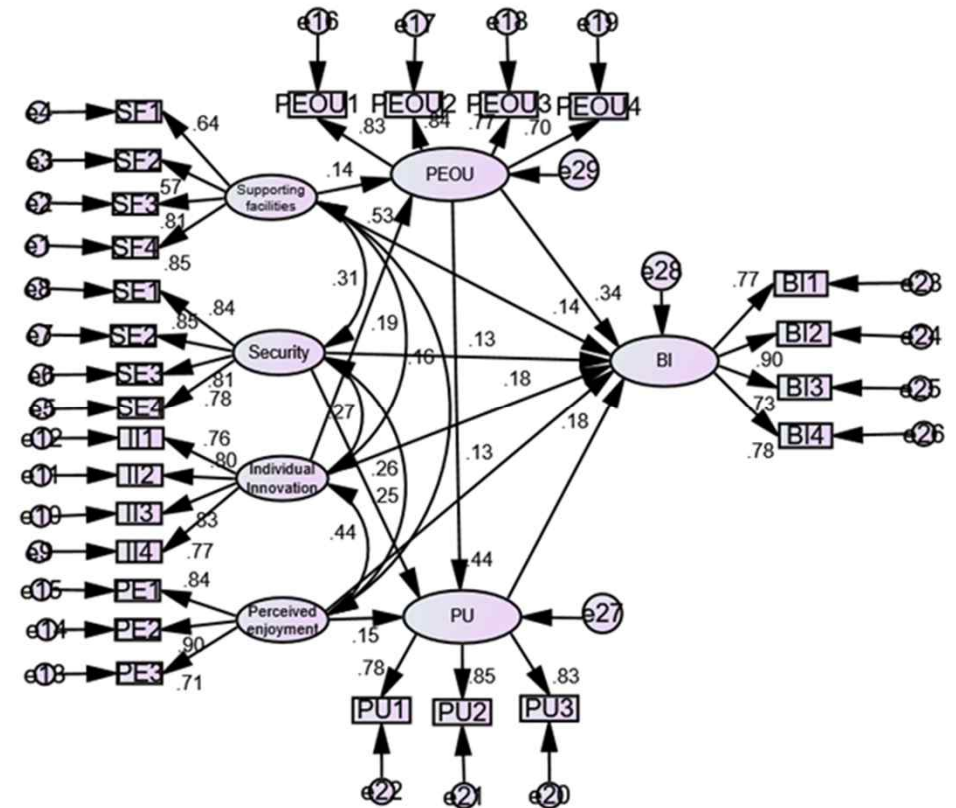 e16 e17 e18 e19
PEOU1 PEOU2 PEOU3 PEOU4
.83 .84 .77 .70
e4 SF1 .64
e3 SF2
e2 SF3 .57
e1 SF4 .81
.85
Supporting
facilities
.14
PEOU
e29
.53
.31
.19
.16
e8 SE1 .84
e7 SE2 .85
e6 SE3 .81
e5 SE4 .78
Security
.13
.14 .34
e28
BI
.77 BI1 e23
BI2 e24
.90
BI3 e25
.73
BI4 e26
.78
e12 II1 .76
e11 II2 .80
e10 II3
.83
e9 II4 .77
Individual
Innovation
.27
.18
.18
.26
.25
.13
.44
.44
e15 PE1 .84
e14 PE2
.90
e13 PE3 .71
Perceived
enjoyment
.15
PU
e27
.78 .85 .83
PU1 PU2 PU3
e22 e21 e20